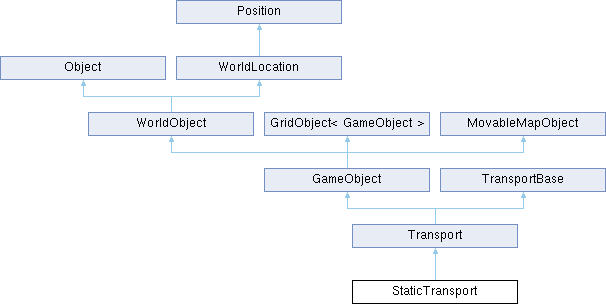 Position
Object
WorldLocation
WorldObject
GridObject< GameObject >
MovableMapObject
GameObject
TransportBase
Transport
StaticTransport